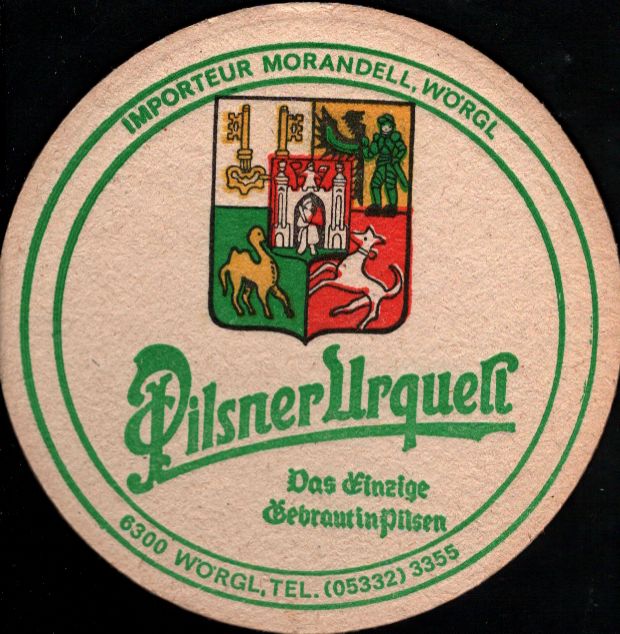 IMPORTEUR MORANDELL, WÖRGL
Pilsner Urquell
Das Einzige
Gebraut in Pilsen
6300 WÖRGL, TEL. (05332) 3355